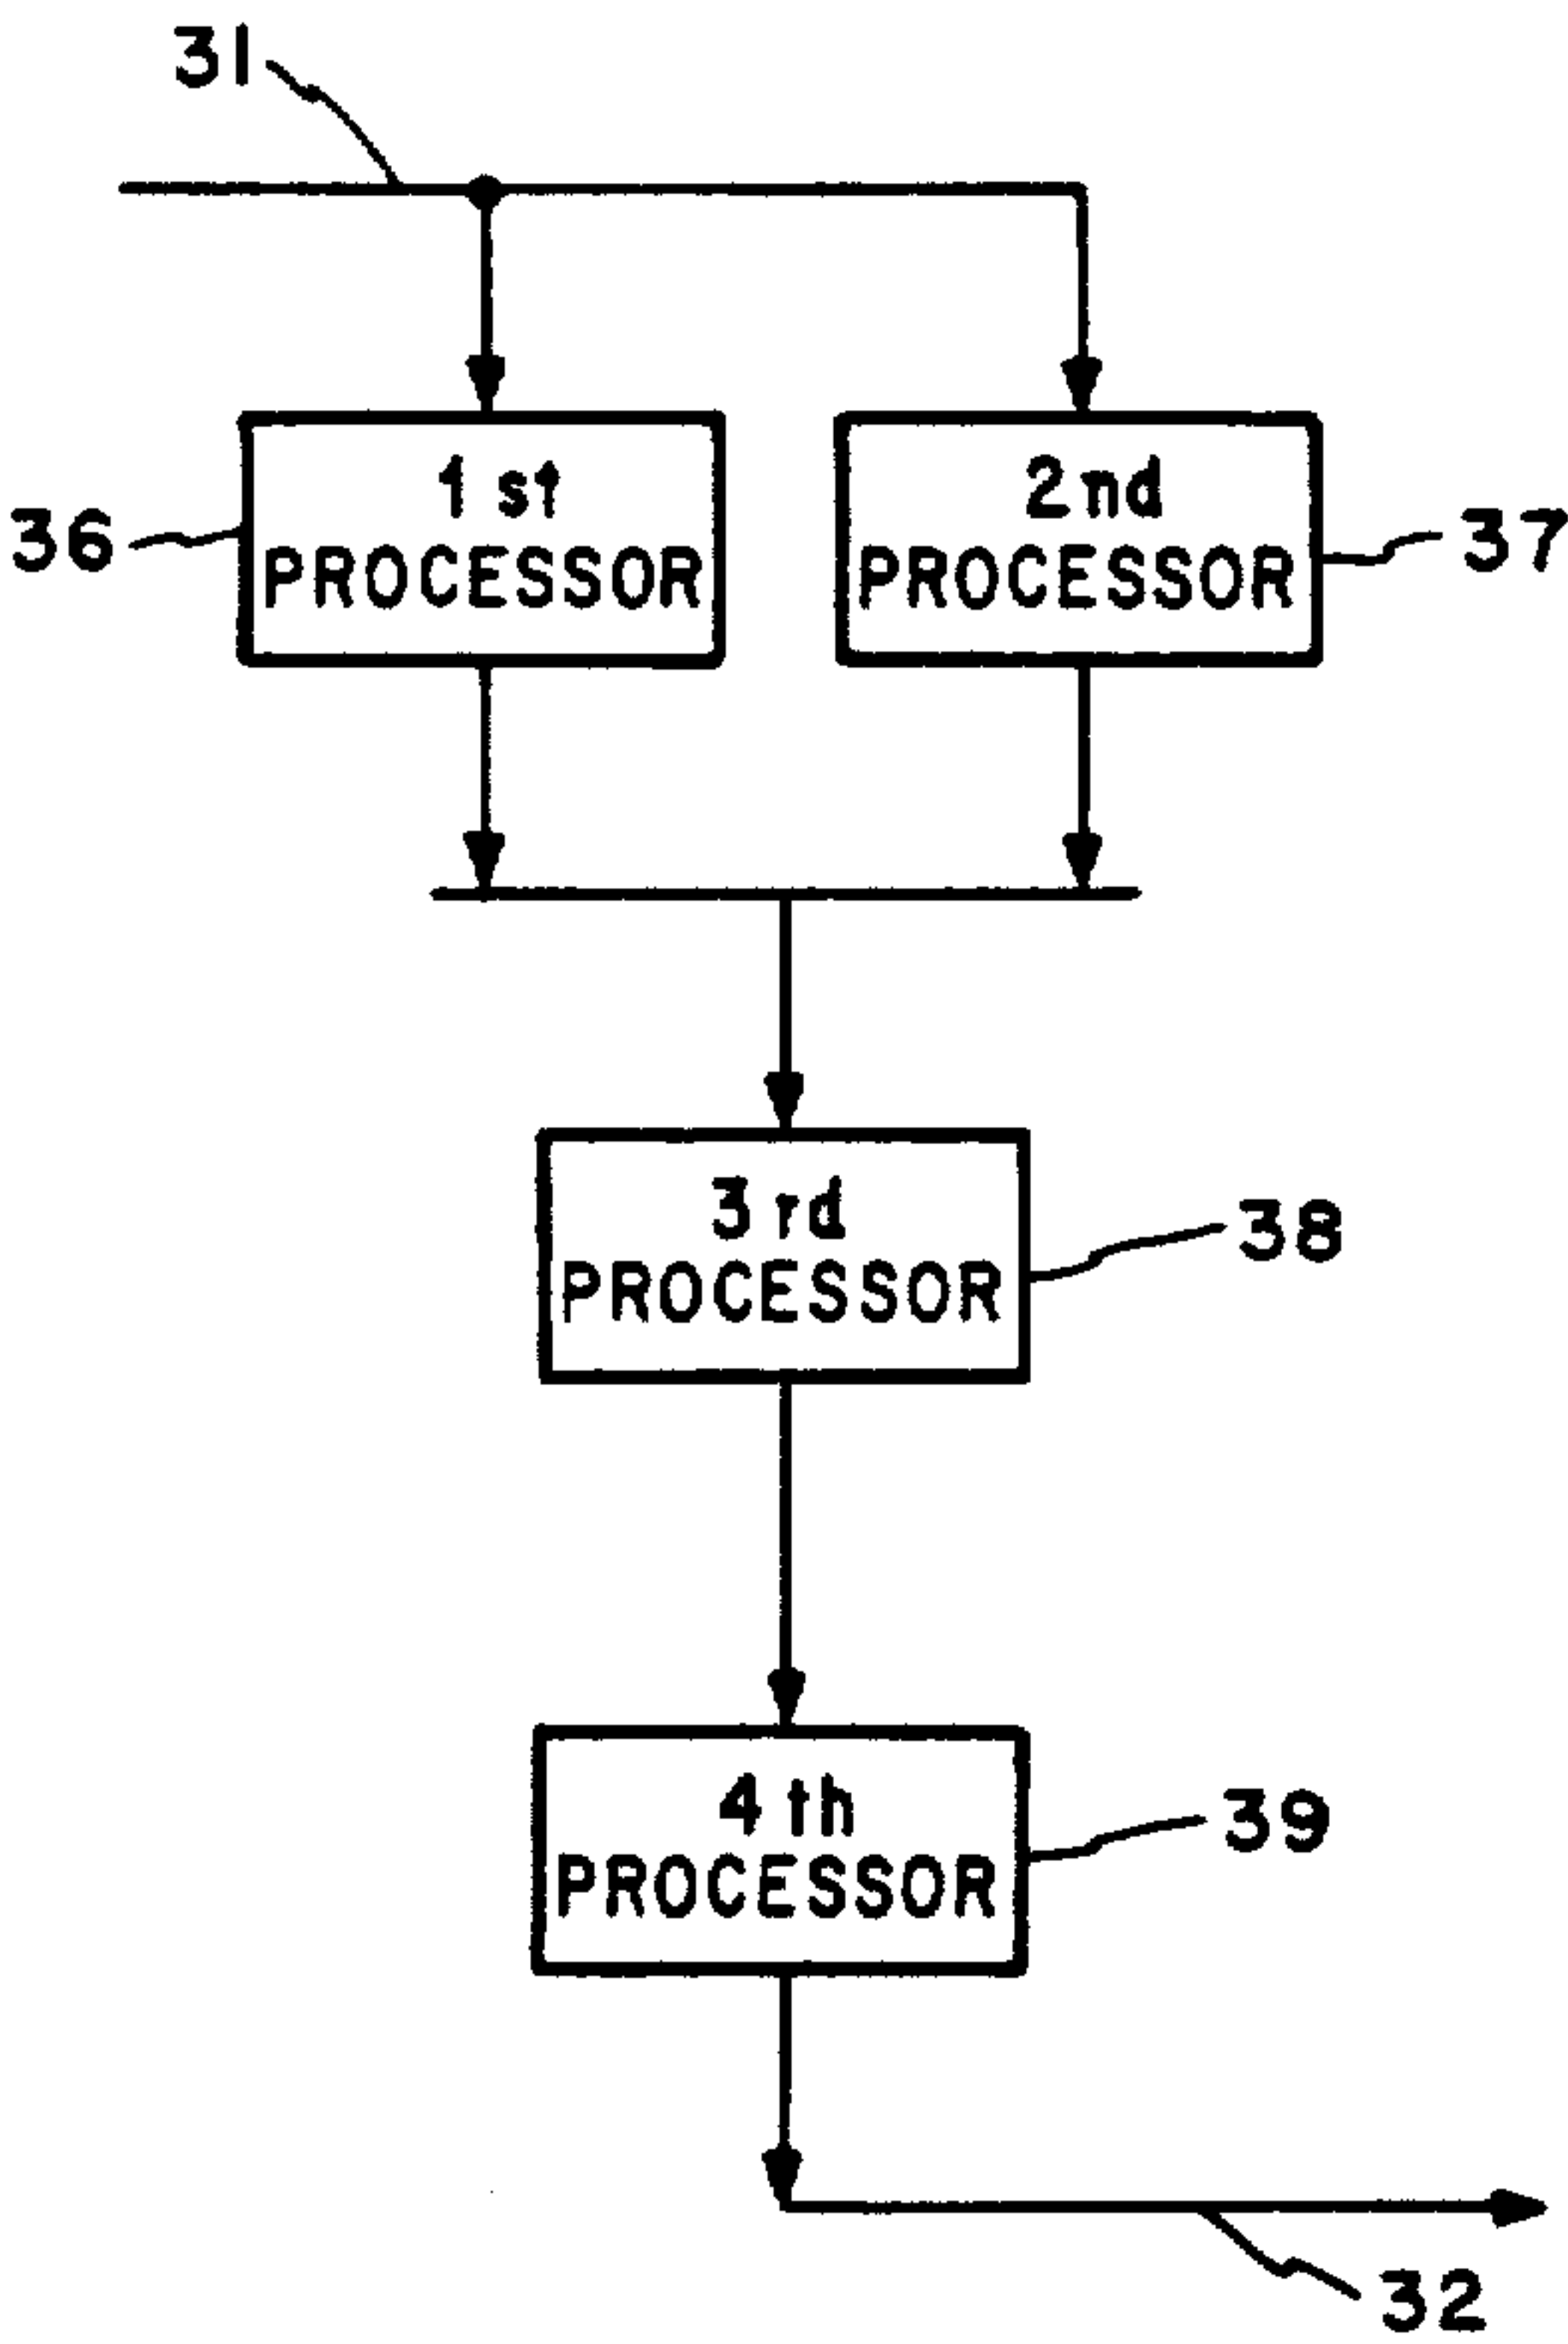 31
1st
PROCESSOR
36
2nd
PROCESSOR
37
3rd
PROCESSOR
38
4th
PROCESSOR
39
32